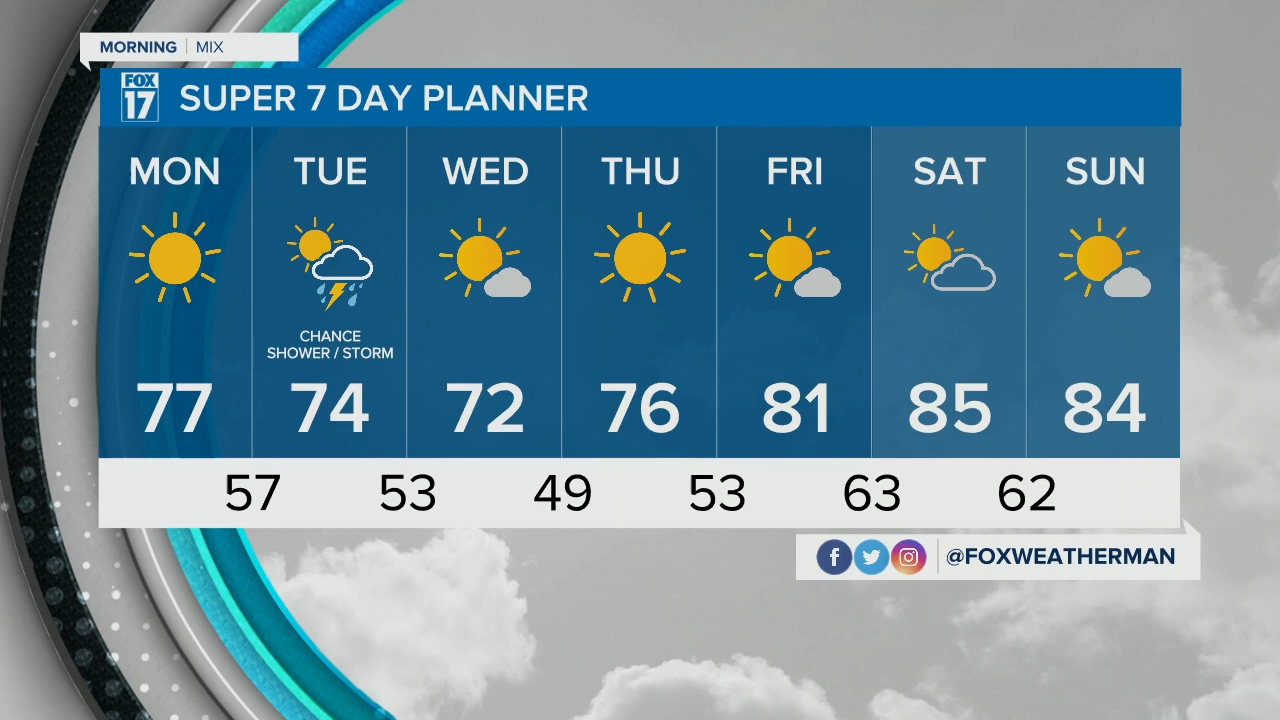 MORNING | MIX
FOX
17
SUPER 7 DAY PLANNER
MON TUE WED THU FRI SAT SUN
CHANCE
SHOWER / STORM
77 74 72 76 81 85 84
57 53 49 53 63 62
@FOXWEATHERMAN